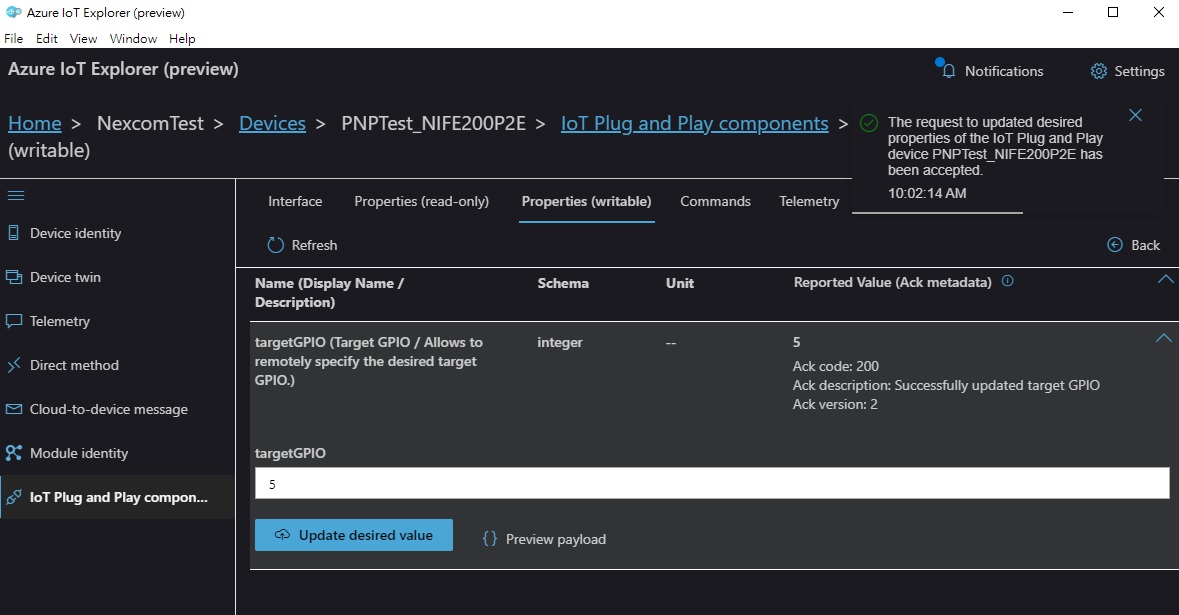 Azure IoT Explorer (preview)
File Edit View Window Help
Azure IoT Explorer (preview)
Notifications
Settings
Home > NexcomTest > Devices > PNPTest_NIFE200P2E > IoT Plug and Play components >
(writable)
The request to updated desired
properties of the IoT Plug and Play
device PNPTest_NIFE200P2E has
been accepted.
10:02:14 AM
Device identity
Device twin
Telemetry
Direct method
Cloud-to-device message
Module identity
IoT Plug and Play compon...
Interface Properties (read-only) Properties (writable) Commands Telemetry
Refresh
Back
Name (Display Name /
Description)
Schema
Unit
Reported Value (Ack metadata)
targetGPIO (Target GPIO / Allows to
remotely specify the desired target
GPIO.)
integer
--
5
Ack code: 200
Ack description: Successfully updated target GPIO
Ack version: 2
targetGPIO
5
Update desired value
{} Preview payload